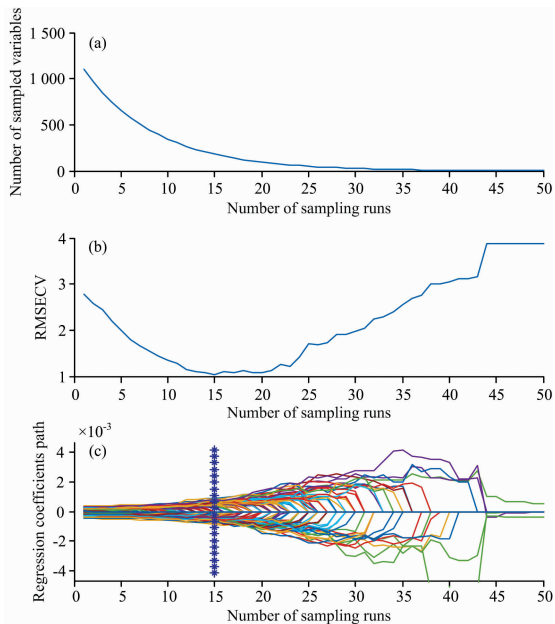 1 500
(a)
1 000
500
0
Number of sampled variables
0 5 10 15 20 25 30 35 40 45 50
Number of sampling runs
4
(b)
3
2
1
RMSECV
0 5 10 15 20 25 30 35 40 45 50
Number of sampling runs
×10⁻³
(c)
4
2
0
-2
-4
Regression coefficients path
0 5 10 15 20 25 30 35 40 45 50
Number of sampling runs